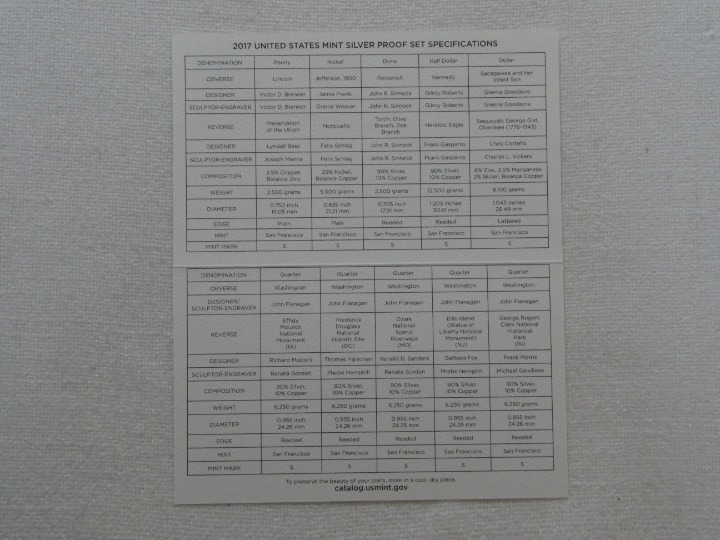 2017 UNITED STATES MINT SILVER PROOF SET SPECIFICATIONS
DENOMINATION Penny Nickel Dime Half Dollar Dollar
OBVERSE Lincoln Jefferson, 1800 Roosevelt Kennedy Sacagawea and Her
Infant Son
DESIGNER Victor D. Brenner Jamie Franki John R. Sinnock Gilroy Roberts Glenna Goodacre
SCULPTOR-ENGRAVER Victor D. Brenner Donna Weaver John R. Sinnock Gilroy Roberts Glenna Goodacre
REVERSE Preservation
of the Union Monticello Torch, Olive
Branch, Oak
Branch Heraldic Eagle Sequoyah: George Gist,
Cherokee (1776-1843)
DESIGNER Lyndall Bass Felix Schlag John R. Sinnock Frank Gasparro Chris Costello
SCULPTOR-ENGRAVER Joseph Menna Felix Schlag John R. Sinnock Frank Gasparro Charles L. Vickers
COMPOSITION 2.5% Copper,
Balance Zinc 25% Nickel,
Balance Copper 90% Silver,
10% Copper 90% Silver,
10% Copper 6% Zinc, 3.5% Manganese,
2% Nickel, Balance Copper
WEIGHT 2.500 grams 5.000 grams 2.500 grams 12.500 grams 8.100 grams
DIAMETER 0.750 inch
19.05 mm 0.835 inch
21.21 mm 0.705 inch
17.91 mm 1.205 inches
30.61 mm 1.043 inches
26.49 mm
EDGE Plain Plain Reeded Reeded Lettered
MINT San Francisco San Francisco San Francisco San Francisco San Francisco
MINT MARK S S S S S
DENOMINATION Quarter Quarter Quarter Quarter Quarter
OBVERSE Washington Washington Washington Washington Washington
DESIGNER/
SCULPTOR-ENGRAVER John Flanagan John Flanagan John Flanagan John Flanagan John Flanagan
REVERSE Effigy
Mounds
National
Monument
(IA) Frederick
Douglass
National
Historic Site
(DC) Ozark
National
Scenic
Riverways
(MO) Ellis Island
(Statue of
Liberty National
Monument)
(NJ) George Rogers
Clark National
Historical
Park
(IN)
DESIGNER Richard Masters Thomas Hipschen Ronald D. Sanders Barbara Fox Frank Morris
SCULPTOR-ENGRAVER Renata Gordon Phebe Hemphill Renata Gordon Phebe Hemphill Michael Gaudioso
COMPOSITION 90% Silver,
10% Copper 90% Silver,
10% Copper 90% Silver,
10% Copper 90% Silver,
10% Copper 90% Silver,
10% Copper
WEIGHT 6.250 grams 6.250 grams 6.250 grams 6.250 grams 6.250 grams
DIAMETER 0.955 inch
24.26 mm 0.955 inch
24.26 mm 0.955 inch
24.26 mm 0.955 inch
24.26 mm 0.955 inch
24.26 mm
EDGE Reeded Reeded Reeded Reeded Reeded
MINT San Francisco San Francisco San Francisco San Francisco San Francisco
MINT MARK S S S S S
To preserve the beauty of your coins, store in a cool, dry place.
catalog.usmint.gov